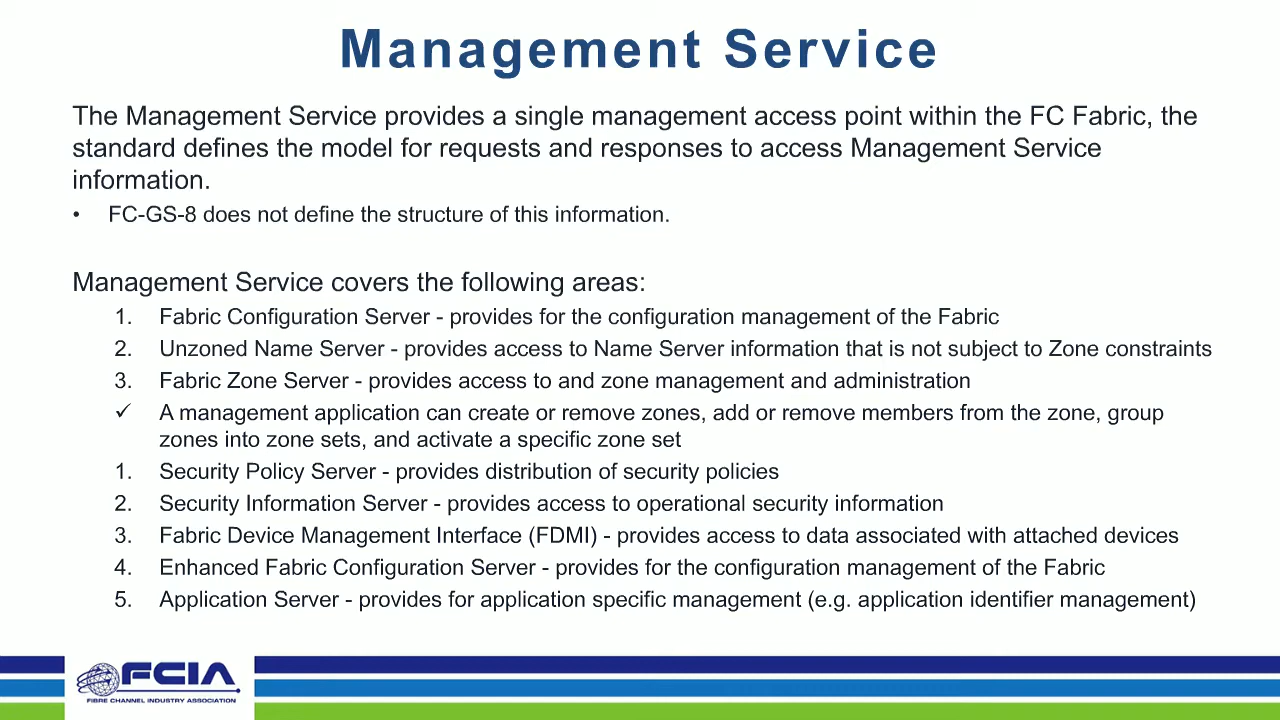 Management Service
The Management Service provides a single management access point within the FC Fabric, the
standard defines the model for requests and responses to access Management Service
information.
• FC-GS-8 does not define the structure of this information.
Management Service covers the following areas:
1. Fabric Configuration Server - provides for the configuration management of the Fabric
2. Unzoned Name Server - provides access to Name Server information that is not subject to Zone constraints
3. Fabric Zone Server - provides access to and zone management and administration
✓ A management application can create or remove zones, add or remove members from the zone, group
zones into zone sets, and activate a specific zone set
1. Security Policy Server - provides distribution of security policies
2. Security Information Server - provides access to operational security information
3. Fabric Device Management Interface (FDMI) - provides access to data associated with attached devices
4. Enhanced Fabric Configuration Server - provides for the configuration management of the Fabric
5. Application Server - provides for application specific management (e.g. application identifier management)
FCIA
FIBRE CHANNEL INDUSTRY ASSOCIATION